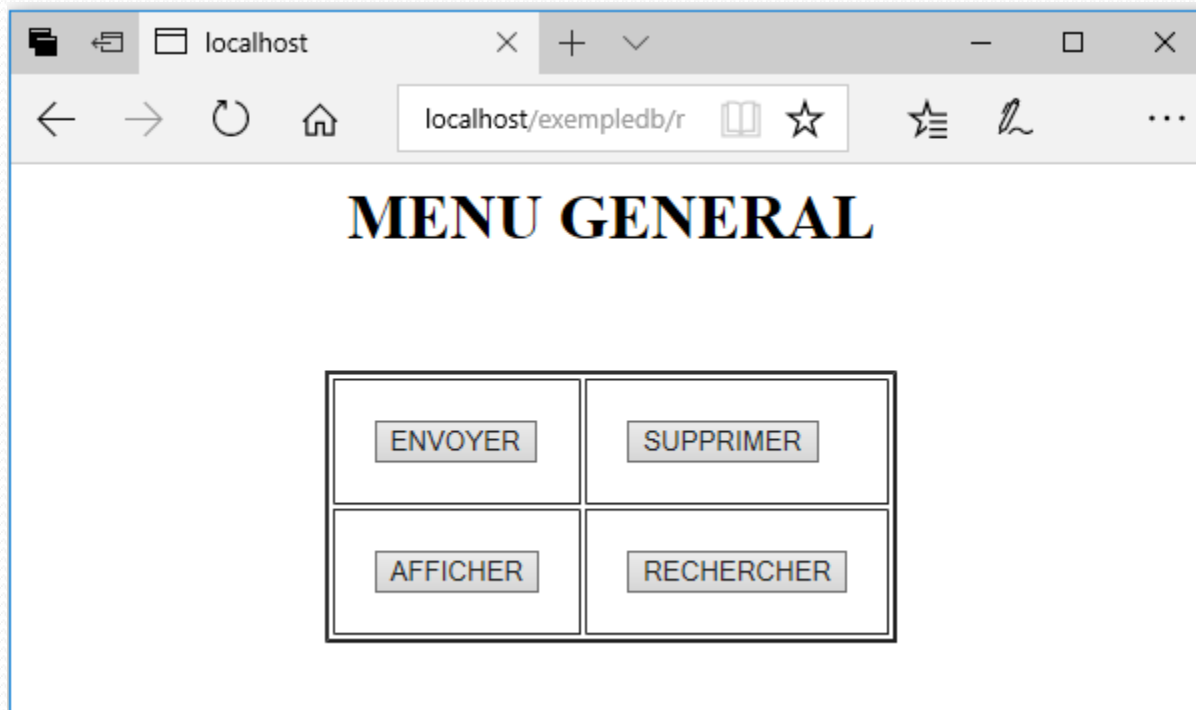 localhost
localhost/exempledb/r
MENU GENERAL
ENVOYER SUPPRIMER
AFFICHER RECHERCHER